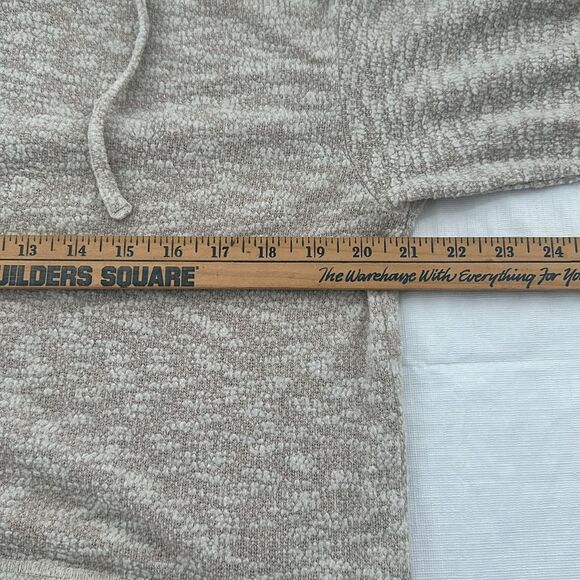 13 14 15 16 17 18 19 20 21 22 23 24
UILDERS SQUARE® The Warehouse With Everything For You